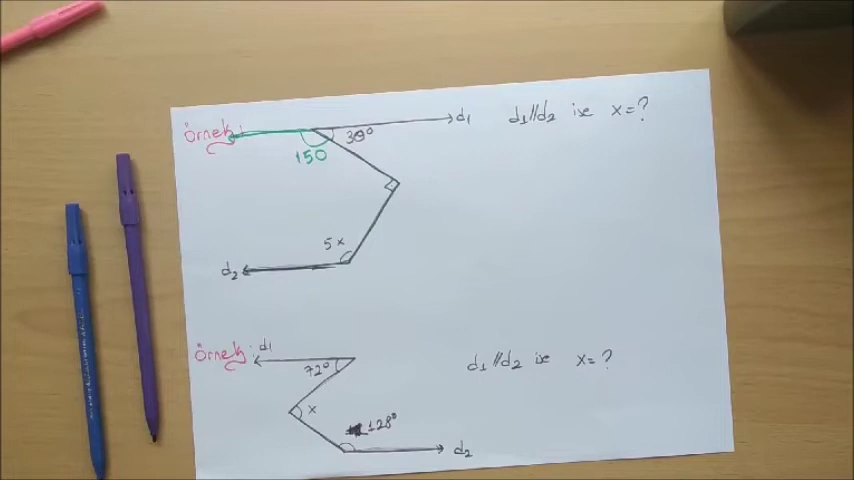 örnek:
30°
d1
d1//d2 ise x=?
150
5x
d2
örnek:
d1
72°
d1//d2 ise x=?
x
128°
d2